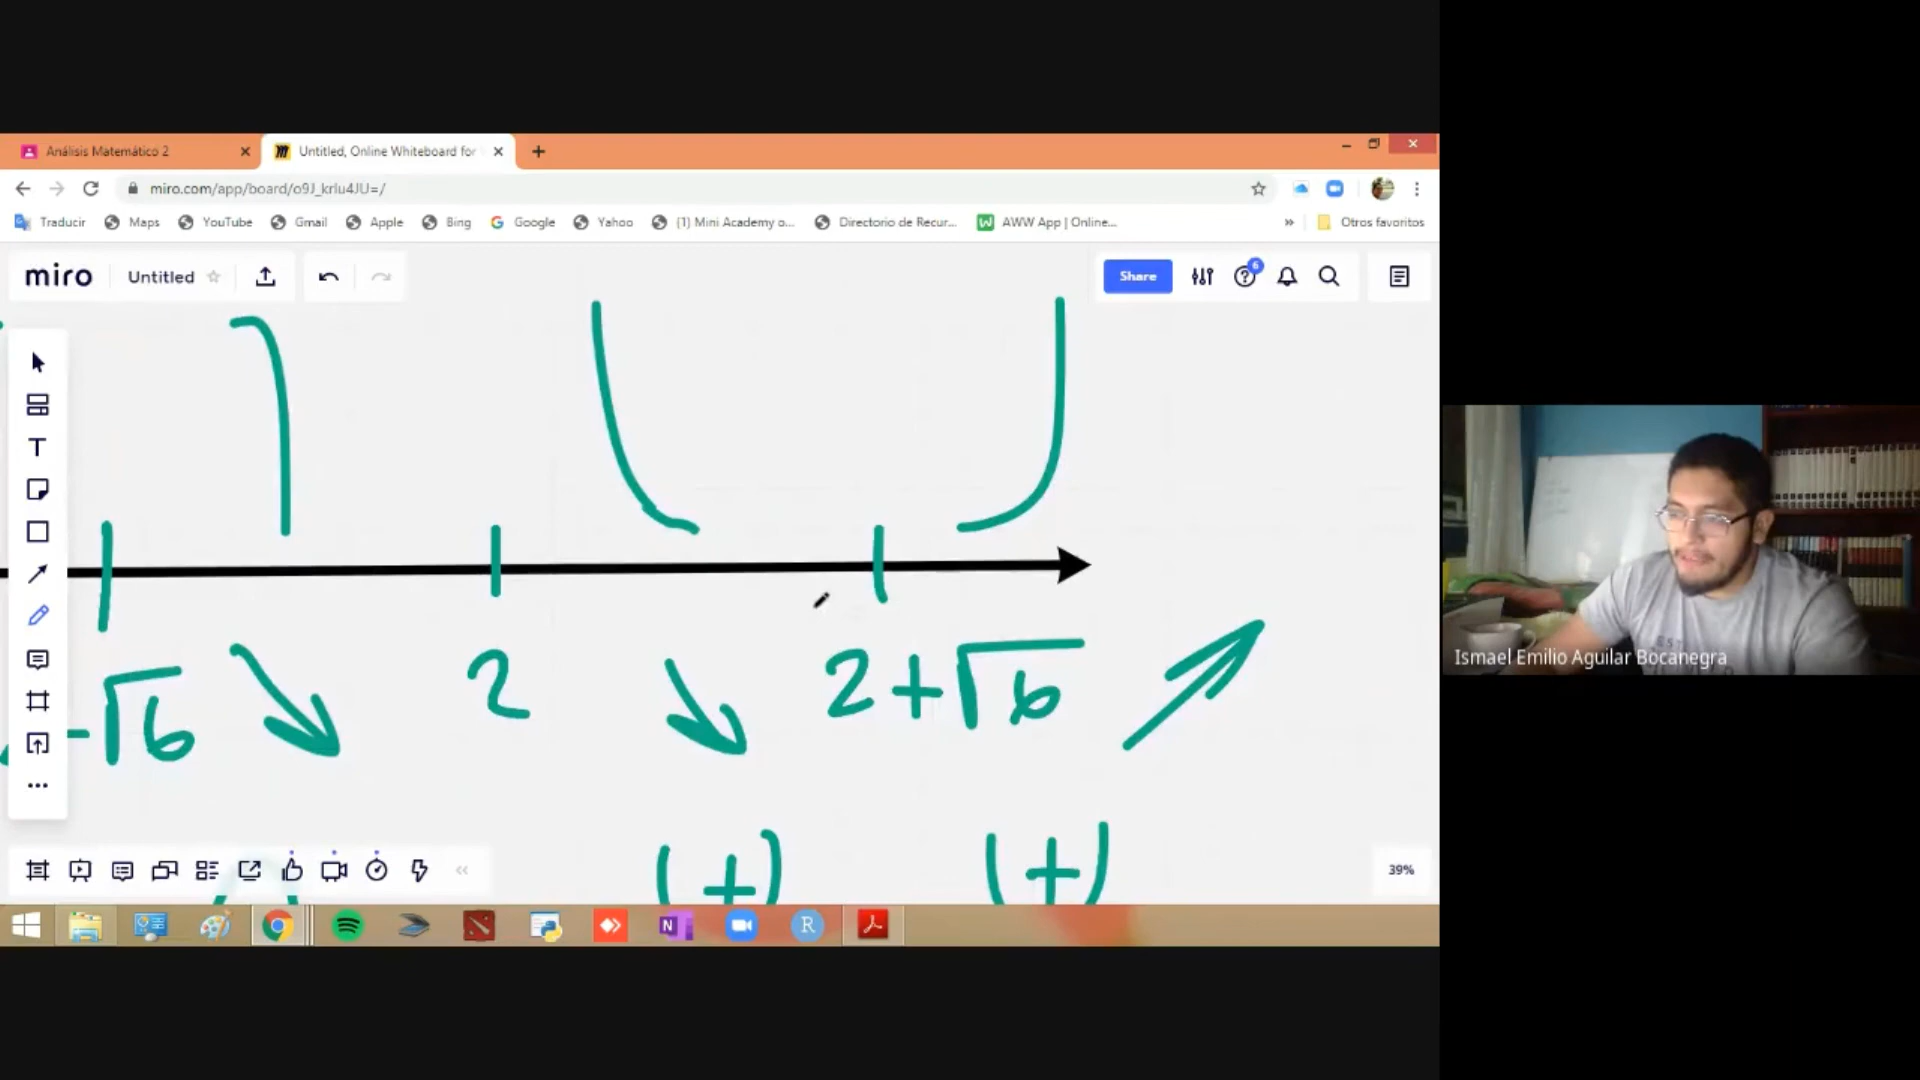 Análisis Matemático 2
Untitled, Online Whiteboard for
miro.com/app/board/o9J_krlu4JU=/
Traducir Maps YouTube Gmail Apple Bing Google Yahoo (1) Mini Academy o... Directorio de Recur... AWW App | Online... » Otros favoritos
miro Untitled Share 6
T
-√6 2 2+√6
(+) (+)
39%
Ismael Emilio Aguilar Bocanegra